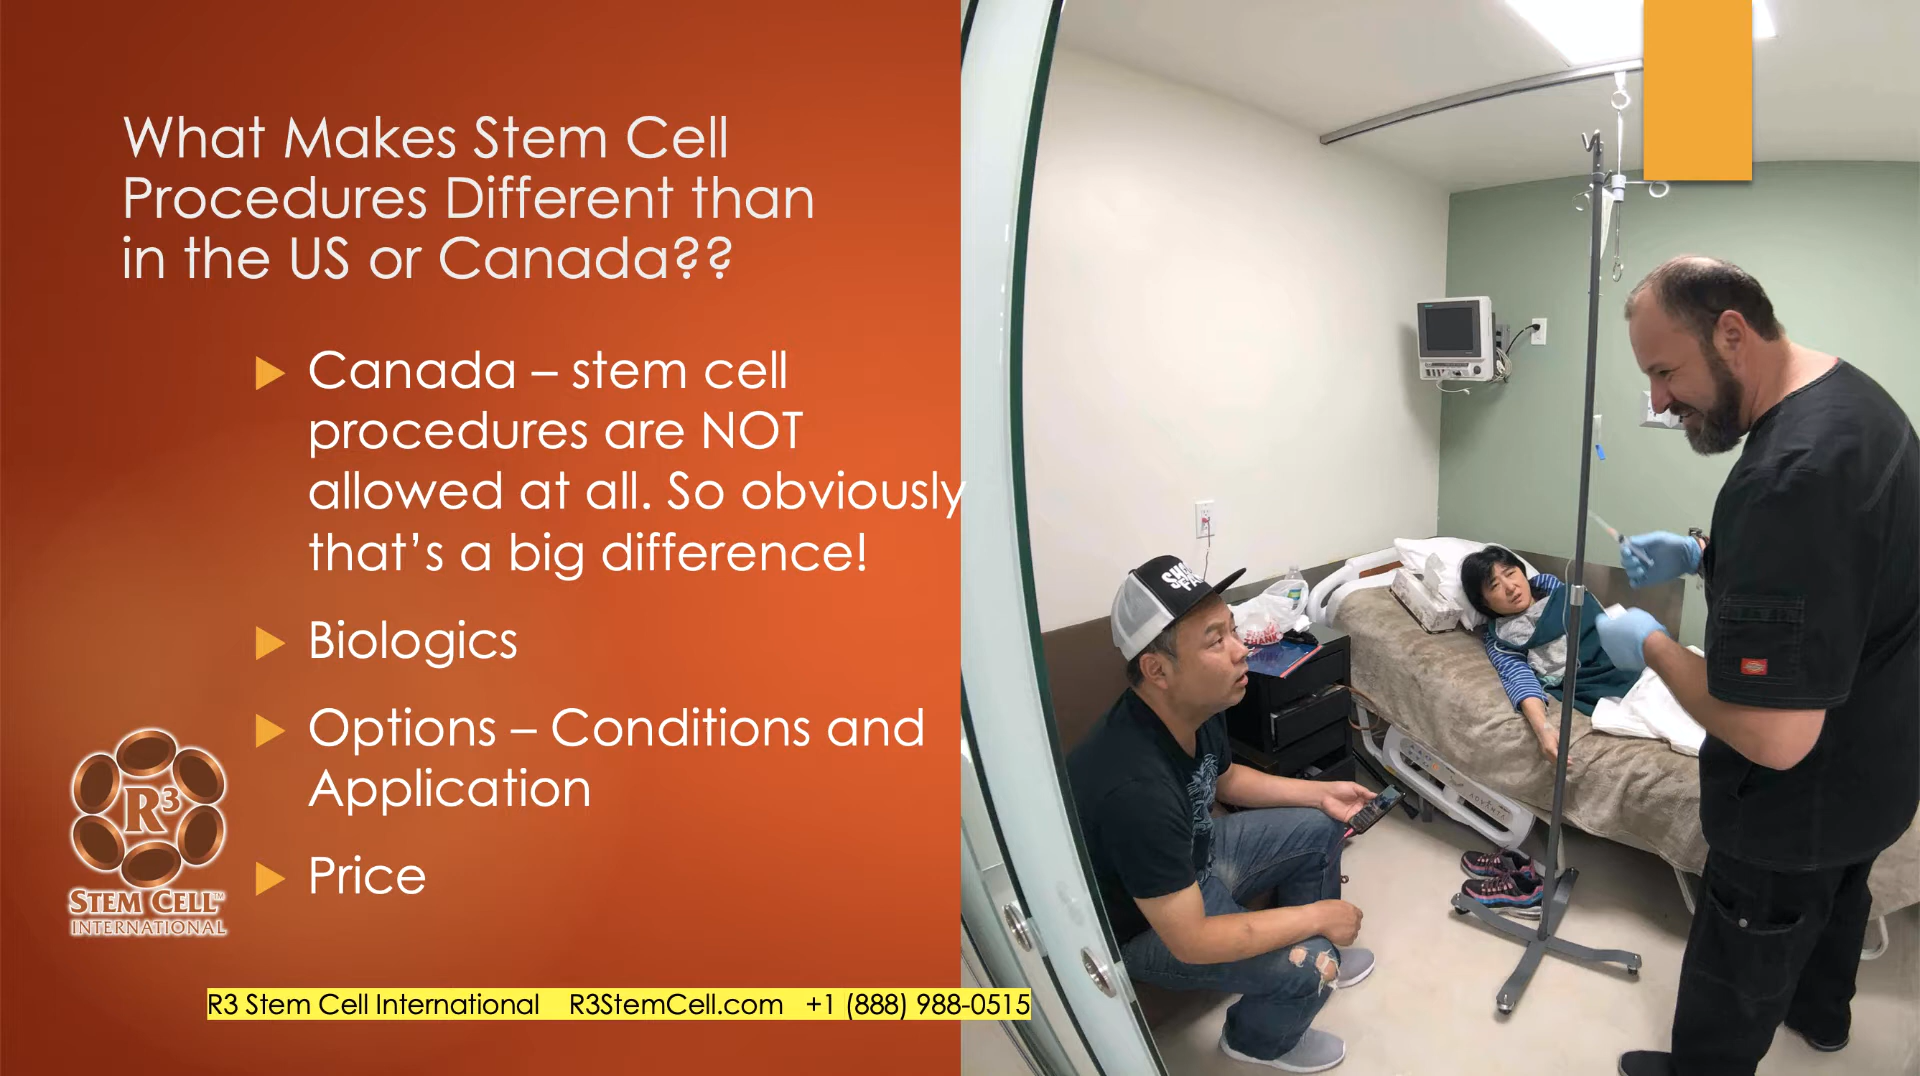 What Makes Stem Cell
Procedures Different than
in the US or Canada??
Canada – stem cell
procedures are NOT
allowed at all. So obviously
that's a big difference!
Biologics
Options – Conditions and
Application
Price
R3
STEM CELL™
INTERNATIONAL
R3 Stem Cell International R3StemCell.com +1 (888) 988-0515
THANK